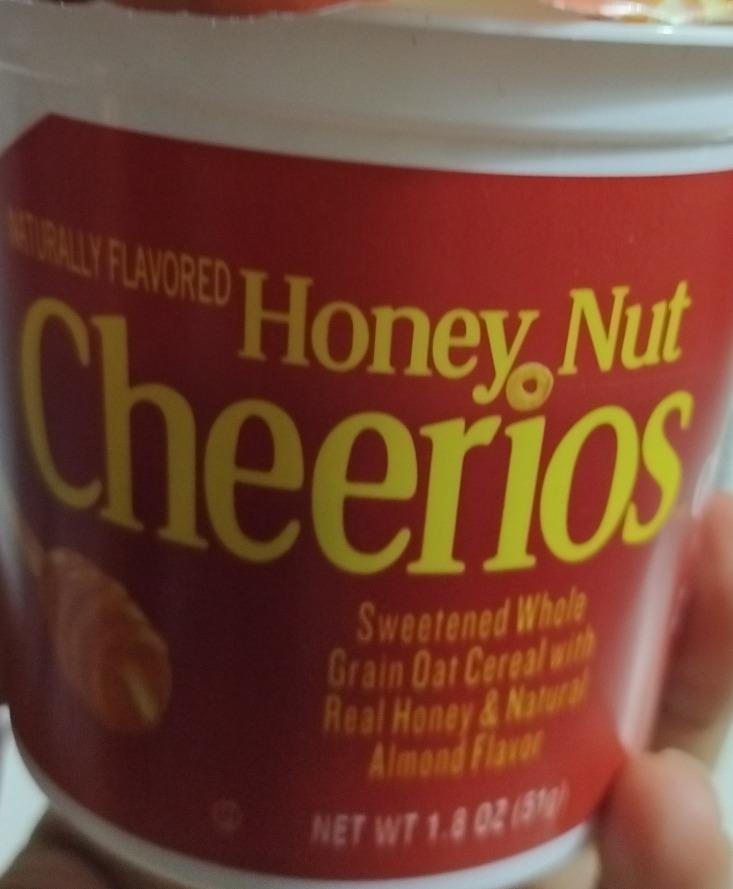 NATURALLY FLAVORED
Honey Nut
Cheerios
Sweetened Whole
Grain Oat Cereal with
Real Honey & Natural
Almond Flavor
NET WT 1.8 OZ (51g)